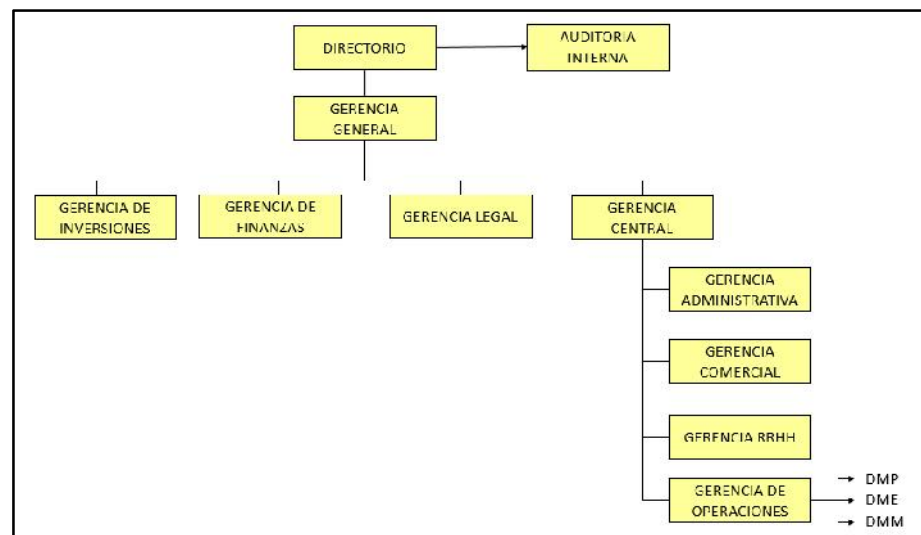 DIRECTORIO
AUDITORIA
INTERNA
GERENCIA
GENERAL
GERENCIA DE
INVERSIONES
GERENCIA DE
FINANZAS
GERENCIA LEGAL
GERENCIA
CENTRAL
GERENCIA
ADMINISTRATIVA
GERENCIA
COMERCIAL
GERENCIA RRHH
GERENCIA DE
OPERACIONES
DMP
DME
DMM